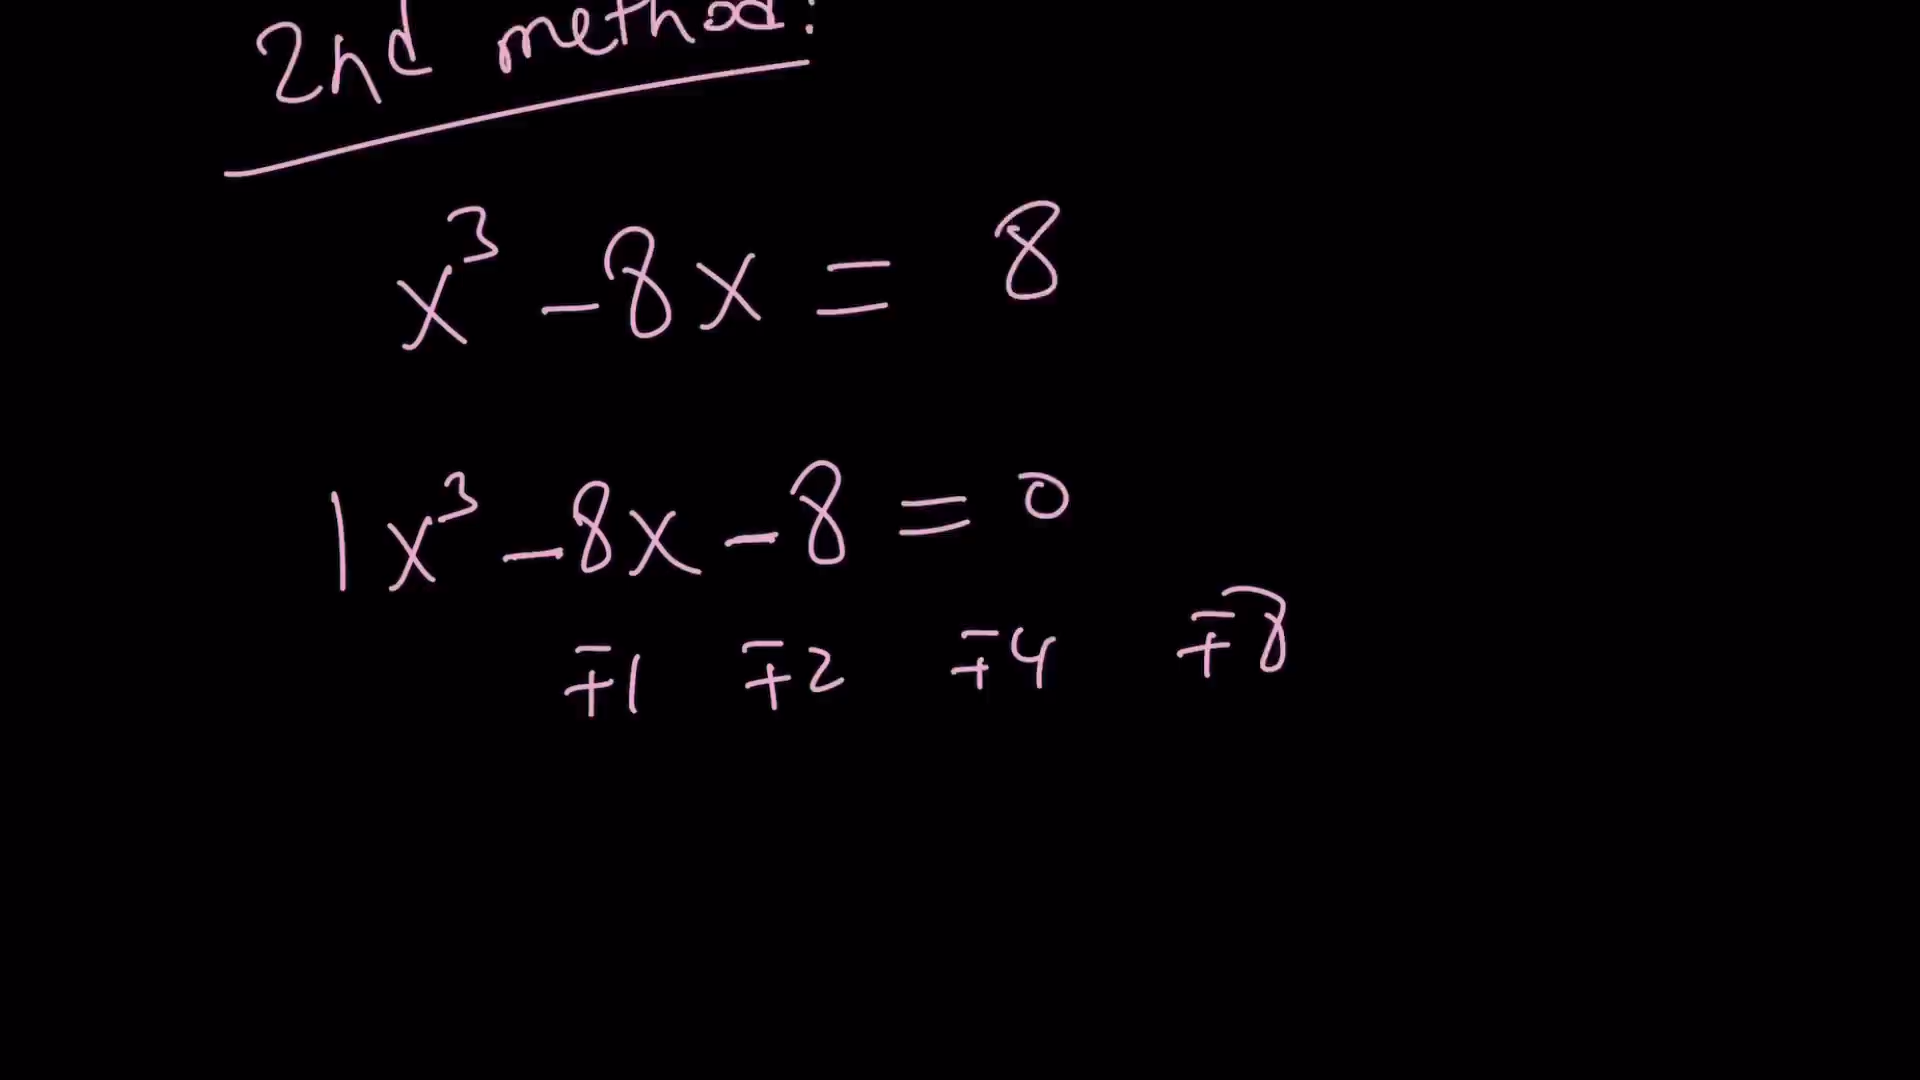 2nd method:
x³ - 8x = 8
1x³ - 8x - 8 = 0
∓1 ∓2 ∓4 ∓8